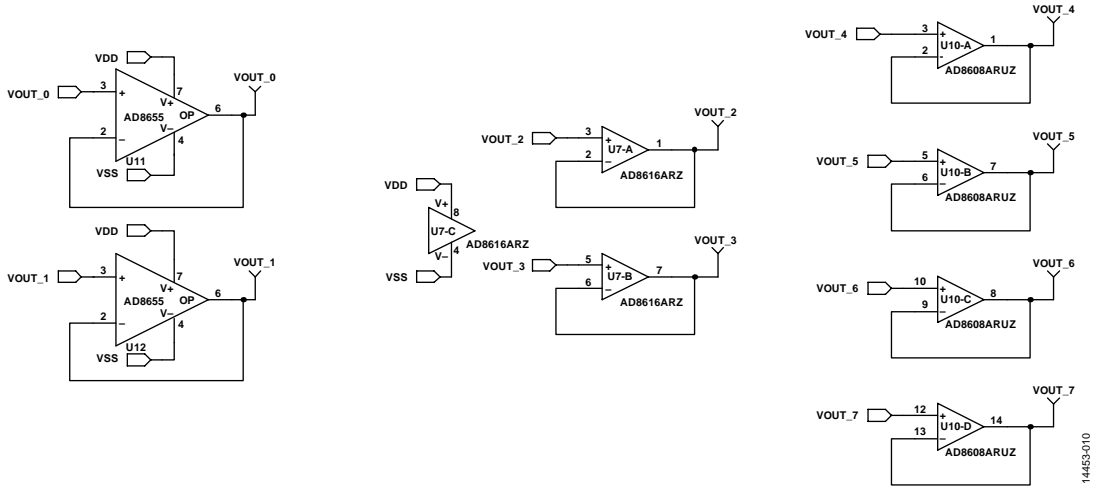 VDD
VOUT_0
3
+
7
V+
AD8655
OP
6
VOUT_0
2
–
V–
4
U11
VSS
VDD
VOUT_1
3
+
7
V+
AD8655
OP
6
VOUT_1
2
–
V–
4
U12
VSS
VDD
V+
8
U7-C
AD8616ARZ
V–
4
VSS
VOUT_2
3
+
U7-A
1
VOUT_2
2
–
AD8616ARZ
VOUT_3
5
+
U7-B
7
VOUT_3
6
–
AD8616ARZ
VOUT_4
3
+
U10-A
1
VOUT_4
2
-
AD8608ARUZ
VOUT_5
5
+
U10-B
7
VOUT_5
6
–
AD8608ARUZ
VOUT_6
10
+
U10-C
8
VOUT_6
9
–
AD8608ARUZ
VOUT_7
12
+
U10-D
14
VOUT_7
13
–
AD8608ARUZ
14453-010